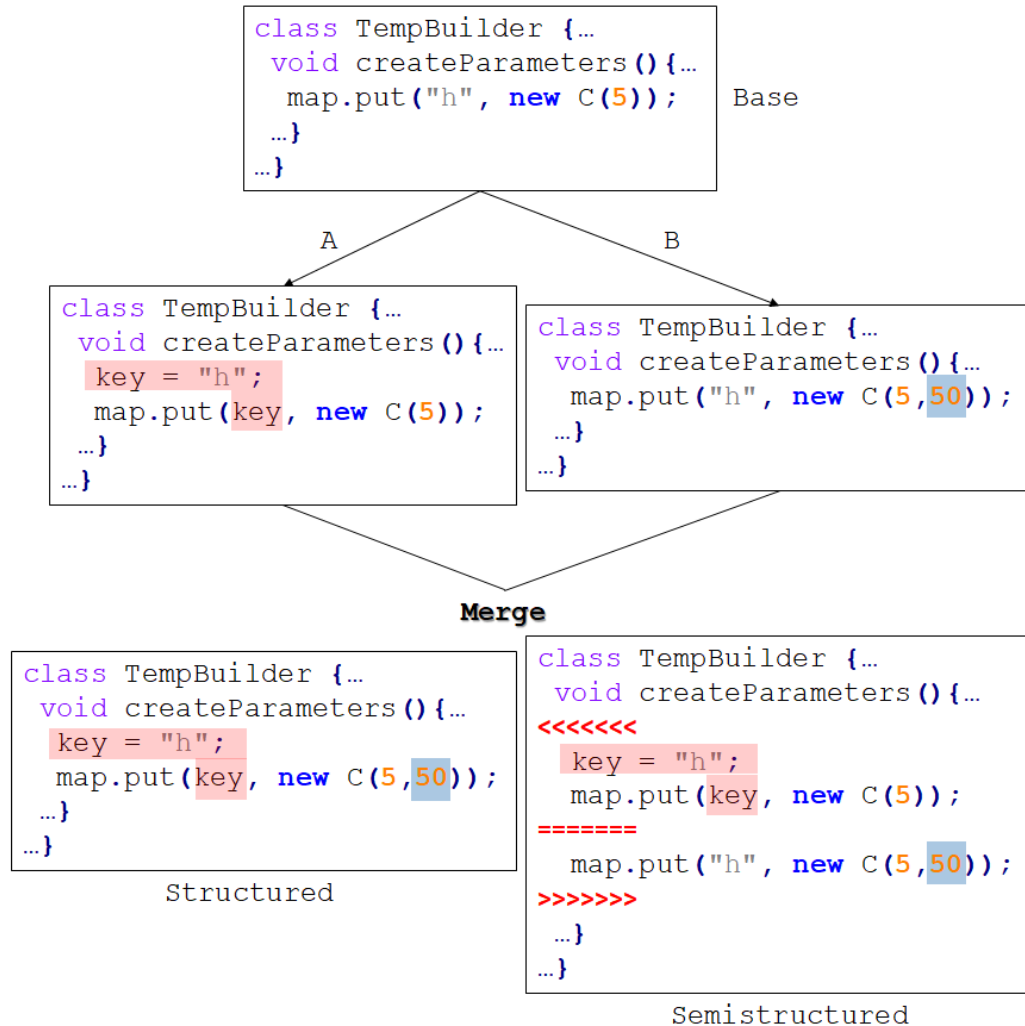 class TempBuilder {…
void createParameters(){…
map.put("h", new C(5));
…}
…}
Base
A
B
class TempBuilder {…
void createParameters(){…
key = "h";
map.put(key, new C(5));
…}
…}
class TempBuilder {…
void createParameters(){…
map.put("h", new C(5,50));
…}
…}
Merge
class TempBuilder {…
void createParameters(){…
key = "h";
map.put(key, new C(5,50));
…}
…}
Structured
class TempBuilder {…
void createParameters(){…
<<<<<<<
key = "h";
map.put(key, new C(5));
=======
map.put("h", new C(5,50));
>>>>>>>
…}
…}
Semistructured